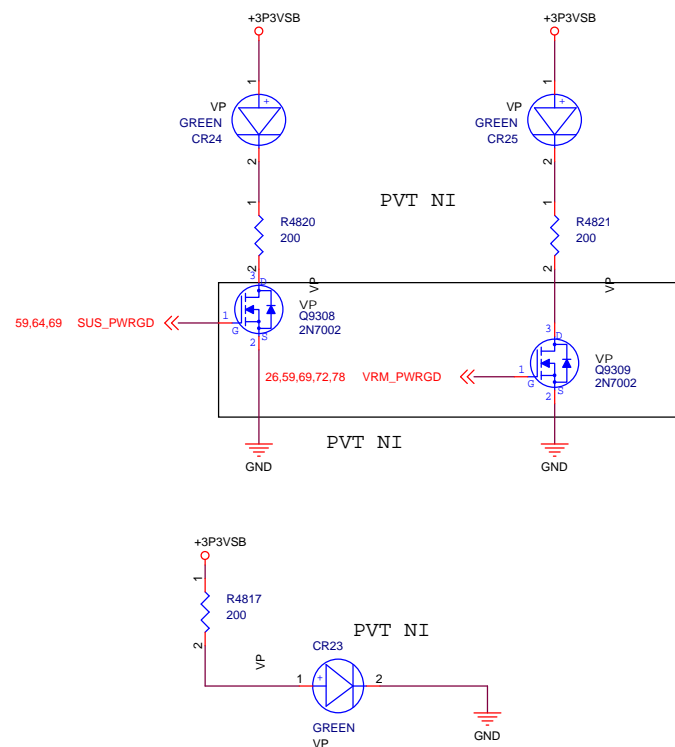 +3P3VSB +3P3VSB
1 1
VP + VP +
GREEN GREEN
CR24 CR25
2 2
PVT NI
1 1
R4820 R4821
200 200
2 2
VP VP
3 D
VP
Q9308
2N7002
59,64,69 SUS_PWRGD 1 G
S
2
3 D
VP
Q9309
2N7002
26,59,69,72,78 VRM_PWRGD 1 G
S
2
PVT NI
GND GND
+3P3VSB
1
R4817
200
PVT NI
2
VP
CR23
1 + 2
GREEN
VP
GND